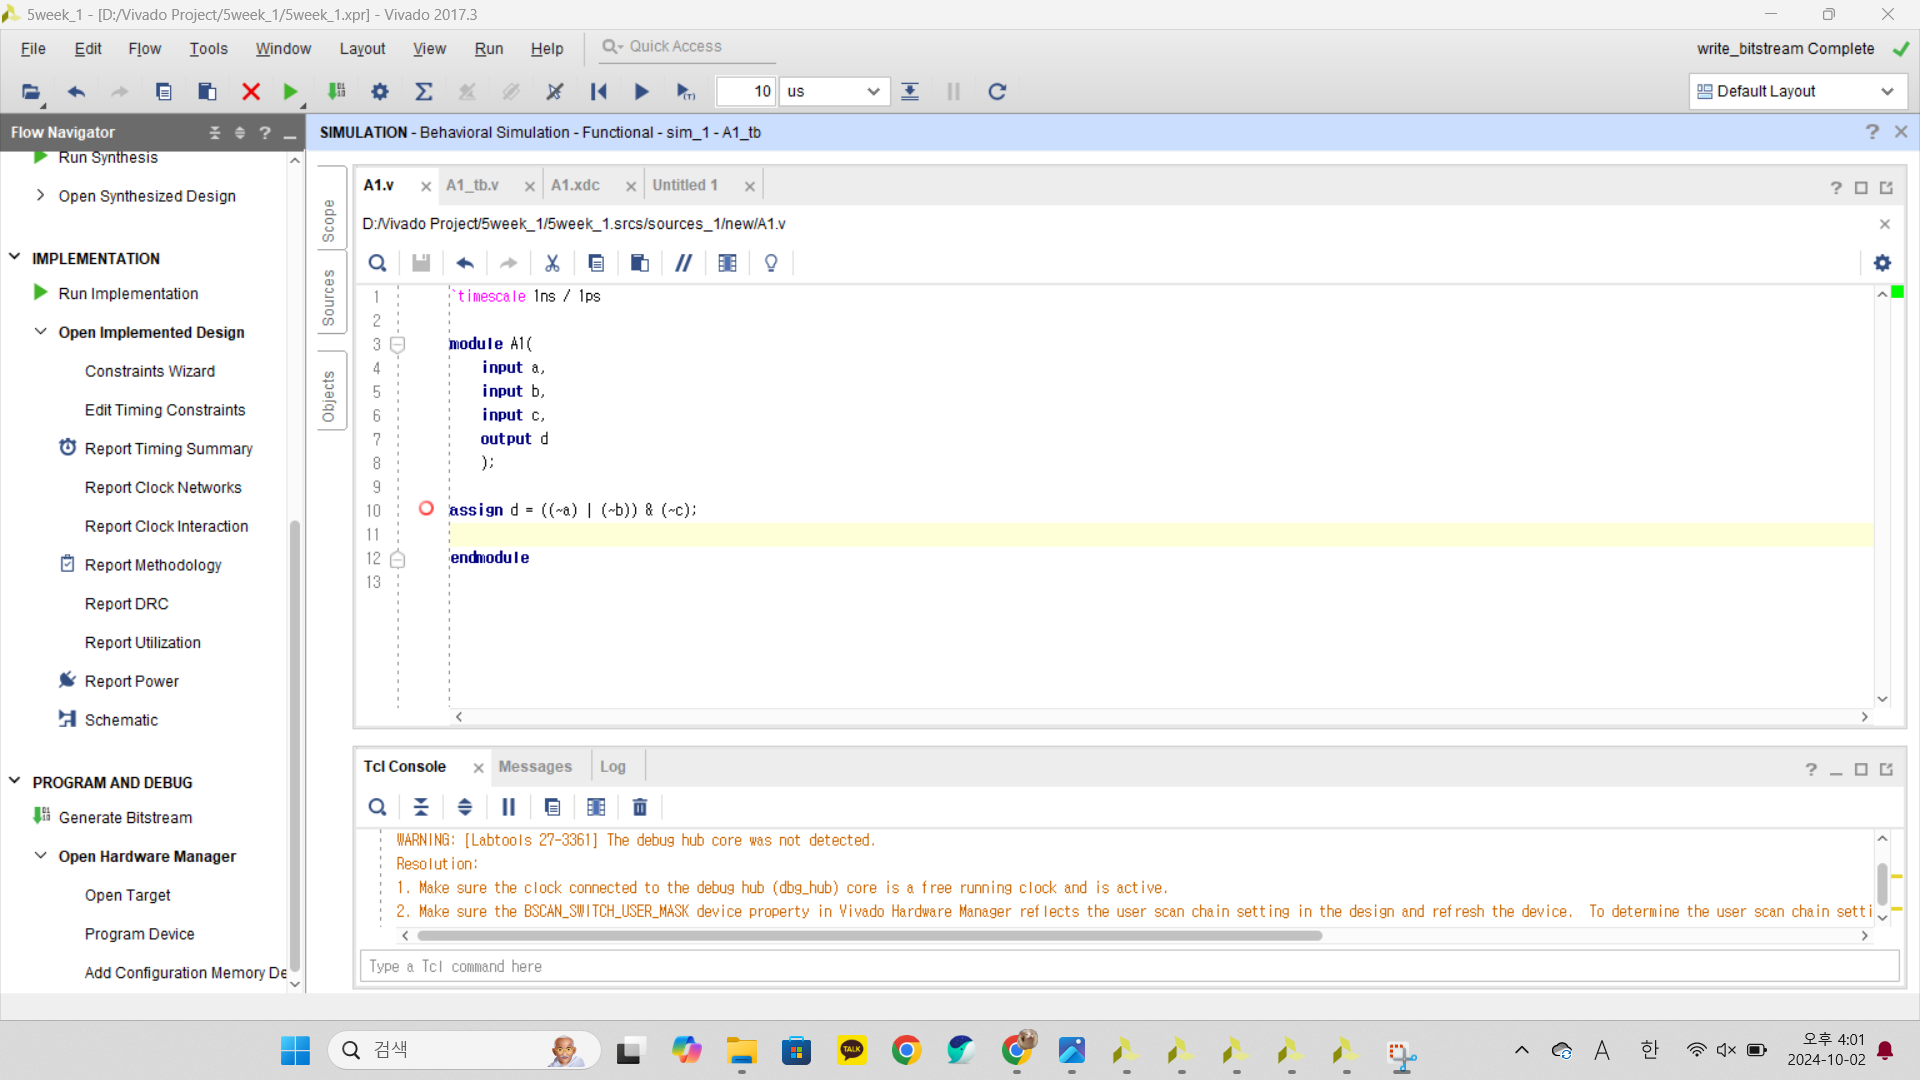 5week_1 - [D:/Vivado Project/5week_1/5week_1.xpr] - Vivado 2017.3
File Edit Flow Tools Window Layout View Run Help Quick Access
write_bitstream Complete
10 us
Default Layout
Flow Navigator
SIMULATION - Behavioral Simulation - Functional - sim_1 - A1_tb
Run Synthesis
Open Synthesized Design
IMPLEMENTATION
Run Implementation
Open Implemented Design
Constraints Wizard
Edit Timing Constraints
Report Timing Summary
Report Clock Networks
Report Clock Interaction
Report Methodology
Report DRC
Report Utilization
Report Power
Schematic
PROGRAM AND DEBUG
Generate Bitstream
Open Hardware Manager
Open Target
Program Device
Add Configuration Memory De
Scope
Sources
Objects
A1.v A1_tb.v A1.xdc Untitled 1
D:/Vivado Project/5week_1/5week_1.srcs/sources_1/new/A1.v
1 `timescale 1ns / 1ps
2
3 module A1(
4 input a,
5 input b,
6 input c,
7 output d
8 );
9
10 assign d = ((~a) | (~b)) & (~c);
11
12 endmodule
13
Tcl Console Messages Log
WARNING: [Labtools 27-3361] The debug hub core was not detected.
Resolution:
1. Make sure the clock connected to the debug hub (dbg_hub) core is a free running clock and is active.
2. Make sure the BSCAN_SWITCH_USER_MASK device property in Vivado Hardware Manager reflects the user scan chain setting in the design and refresh the device.  To determine the user scan chain setti
Type a Tcl command here
검색
TALK
A 한
오후 4:01
2024-10-02